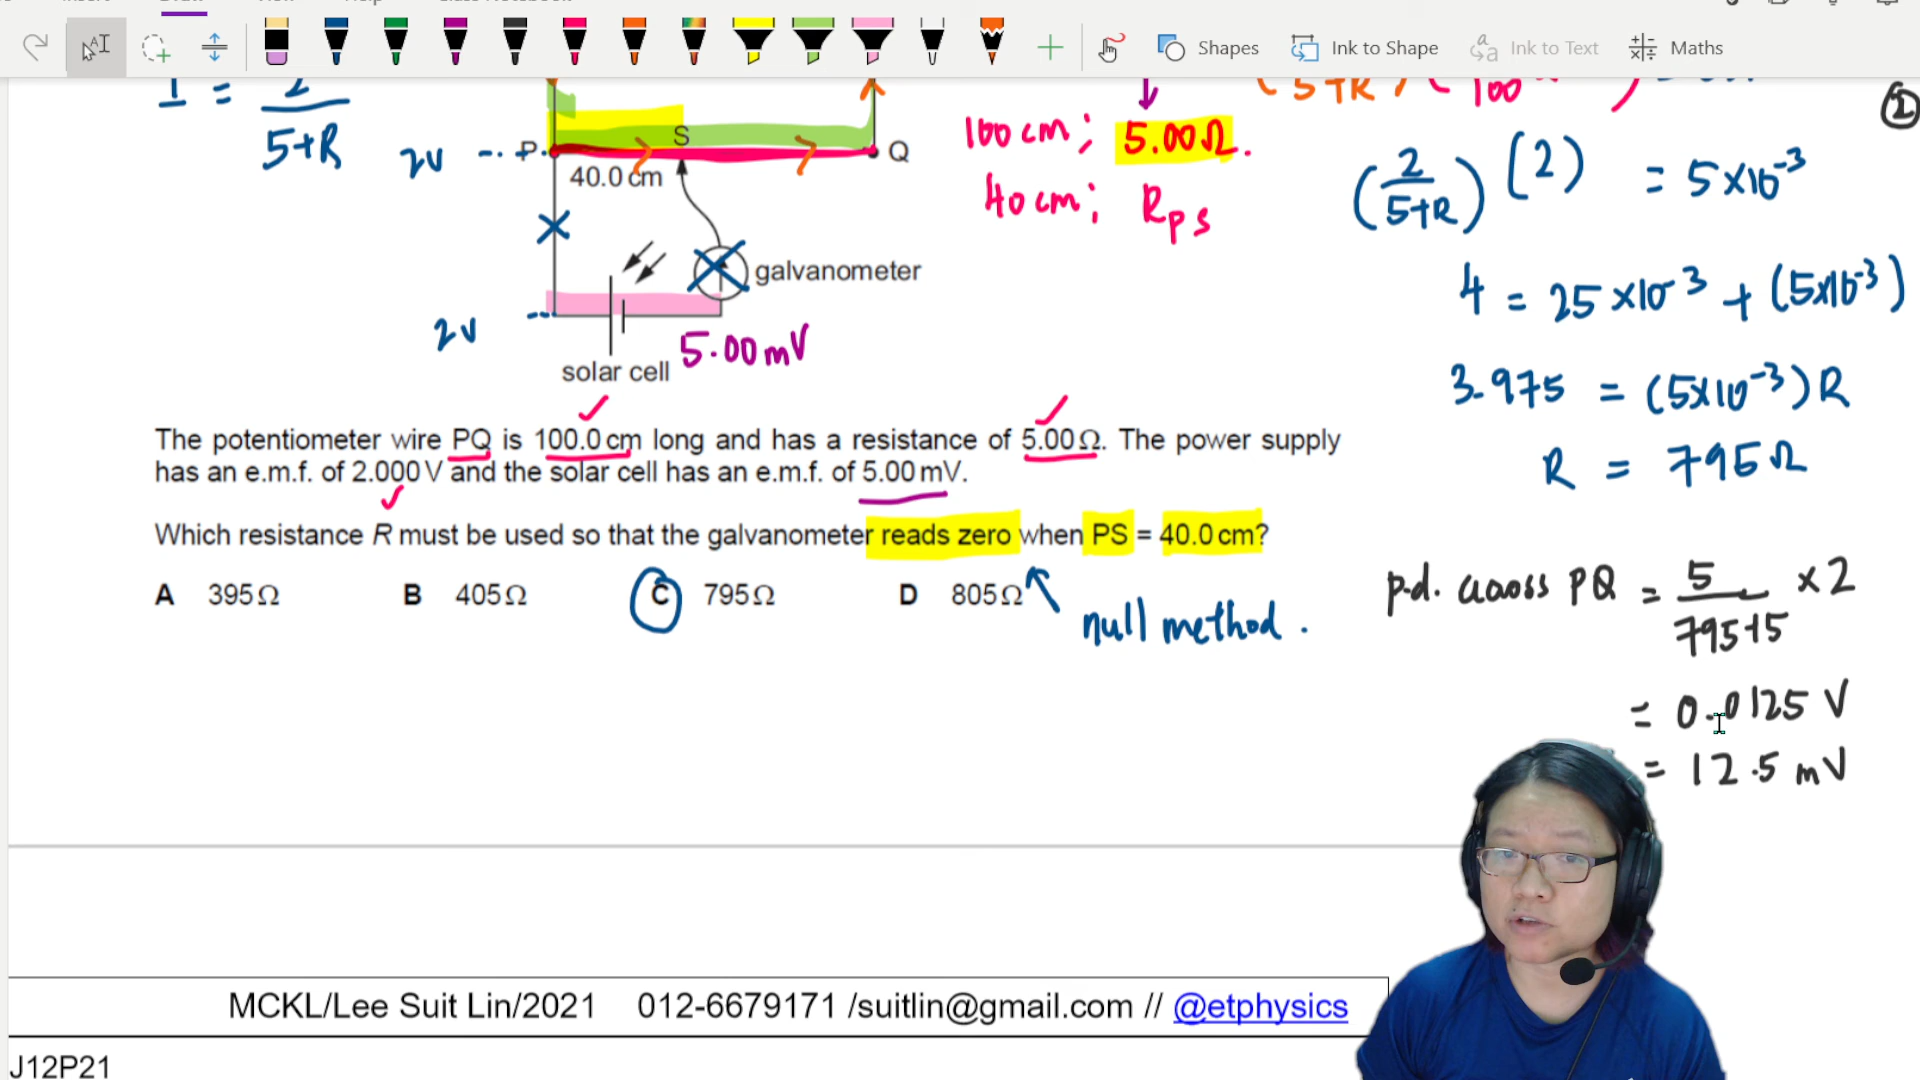 Shapes Ink to Shape Ink to Text Maths
I = 2 / 5+R
2V P S Q
40.0 cm
galvanometer
2V
5.00mV
solar cell
100 cm ; 5.00Ω.
40 cm ; RPS
(5+R) (100
2
(2/5+R) (2) = 5×10⁻³
4 = 25×10⁻³ + (5×10⁻³)
3.975 = (5×10⁻³)R
R = 795Ω
The potentiometer wire PQ is 100.0 cm long and has a resistance of 5.00 Ω. The power supply
has an e.m.f. of 2.000 V and the solar cell has an e.m.f. of 5.00 mV.
Which resistance R must be used so that the galvanometer reads zero when PS = 40.0 cm?
A 395 Ω B 405 Ω C 795 Ω D 805 Ω
null method.
p.d. across PQ = 5/795+5 × 2
= 0.0125 V
= 12.5 mV
MCKL/Lee Suit Lin/2021 012-6679171 /suitlin@gmail.com // @etphysics
J12P21